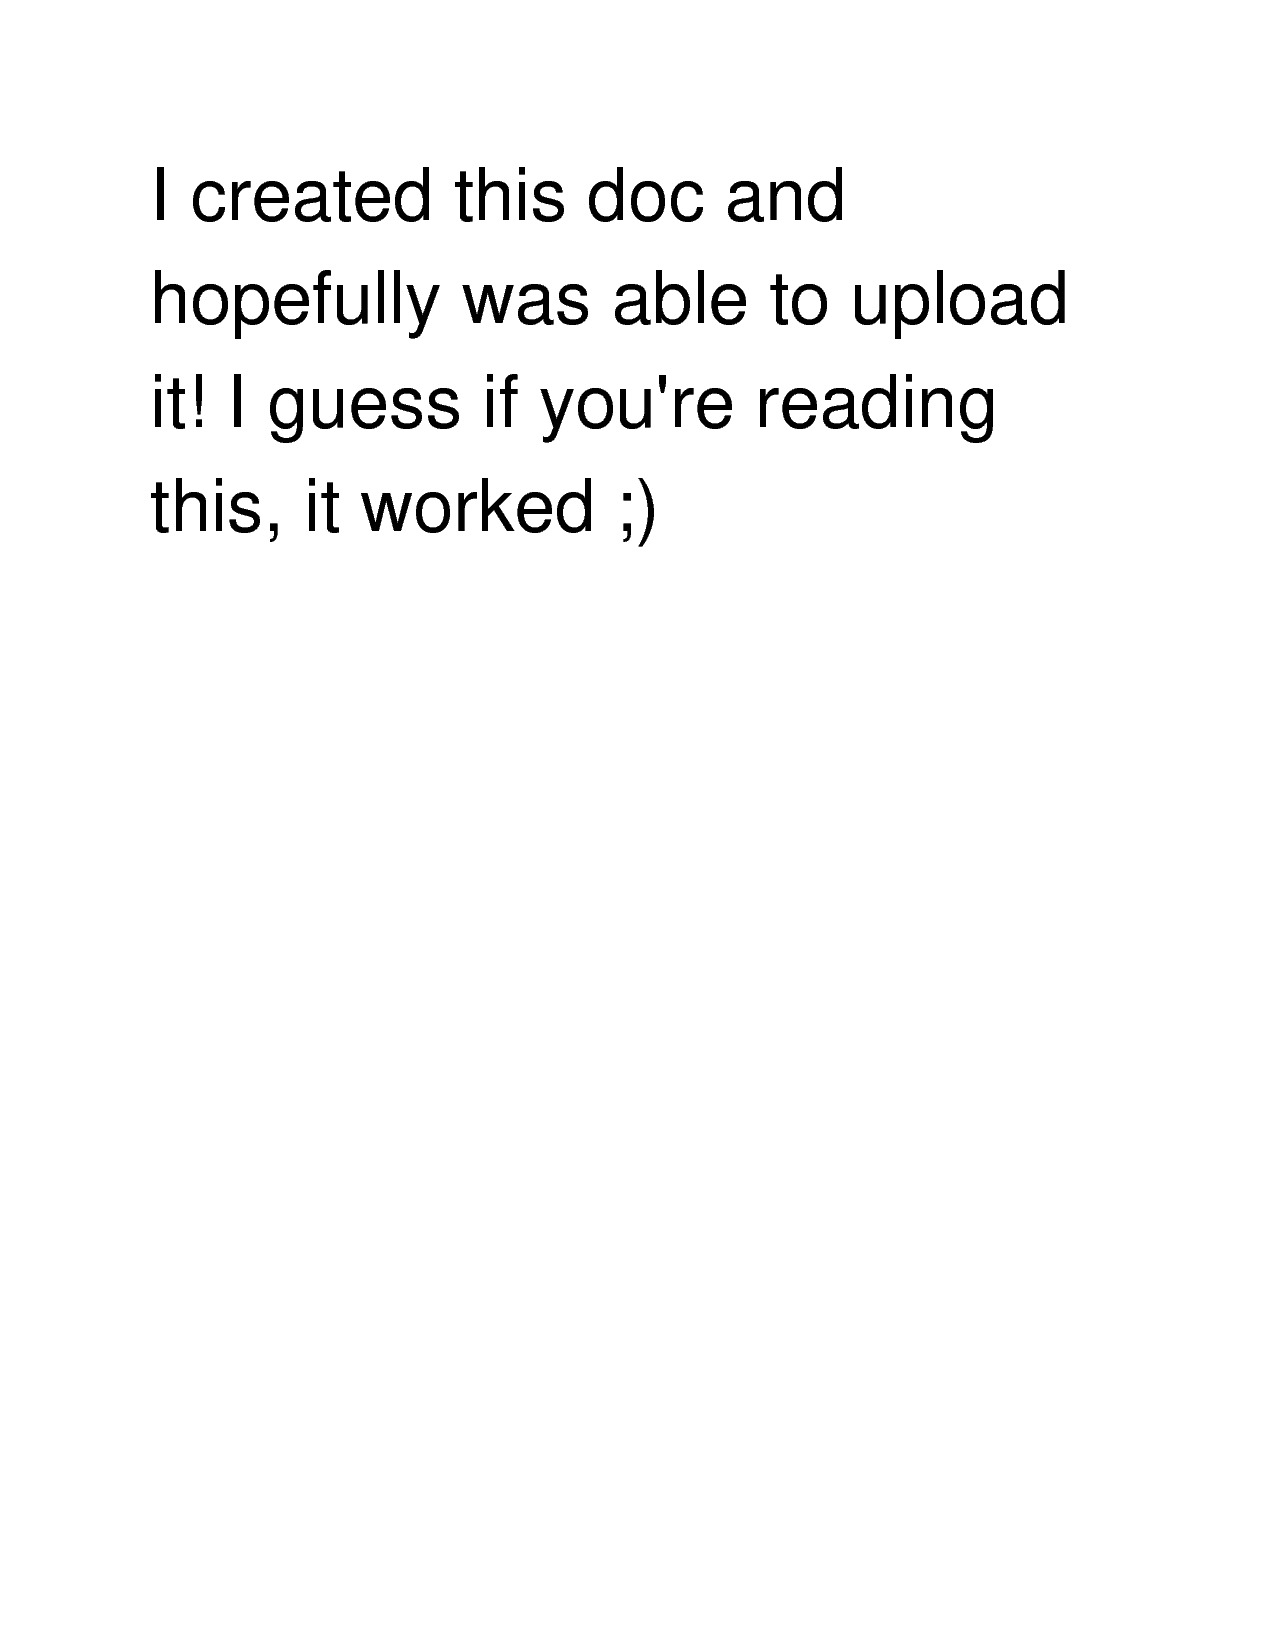 I created this doc and
hopefully was able to upload
it! I guess if you're reading
this, it worked ;)